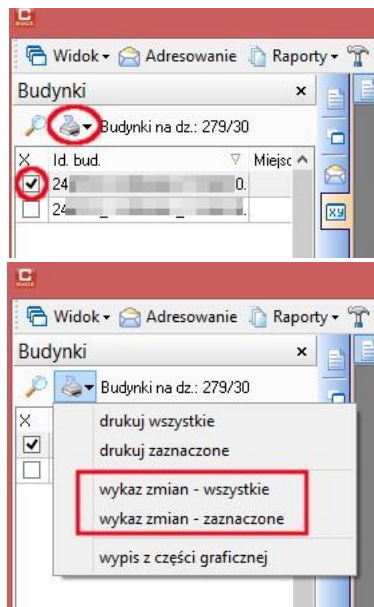 Widok Adresowanie Raporty
Budynki
Budynki na dz.: 279/30
X Id. bud. Miejsc
24 0.
24 _ _ .
Widok Adresowanie Raporty
Budynki
Budynki na dz.: 279/30
X
drukuj wszystkie
drukuj zaznaczone
wykaz zmian - wszystkie
wykaz zmian - zaznaczone
wypis z części graficznej